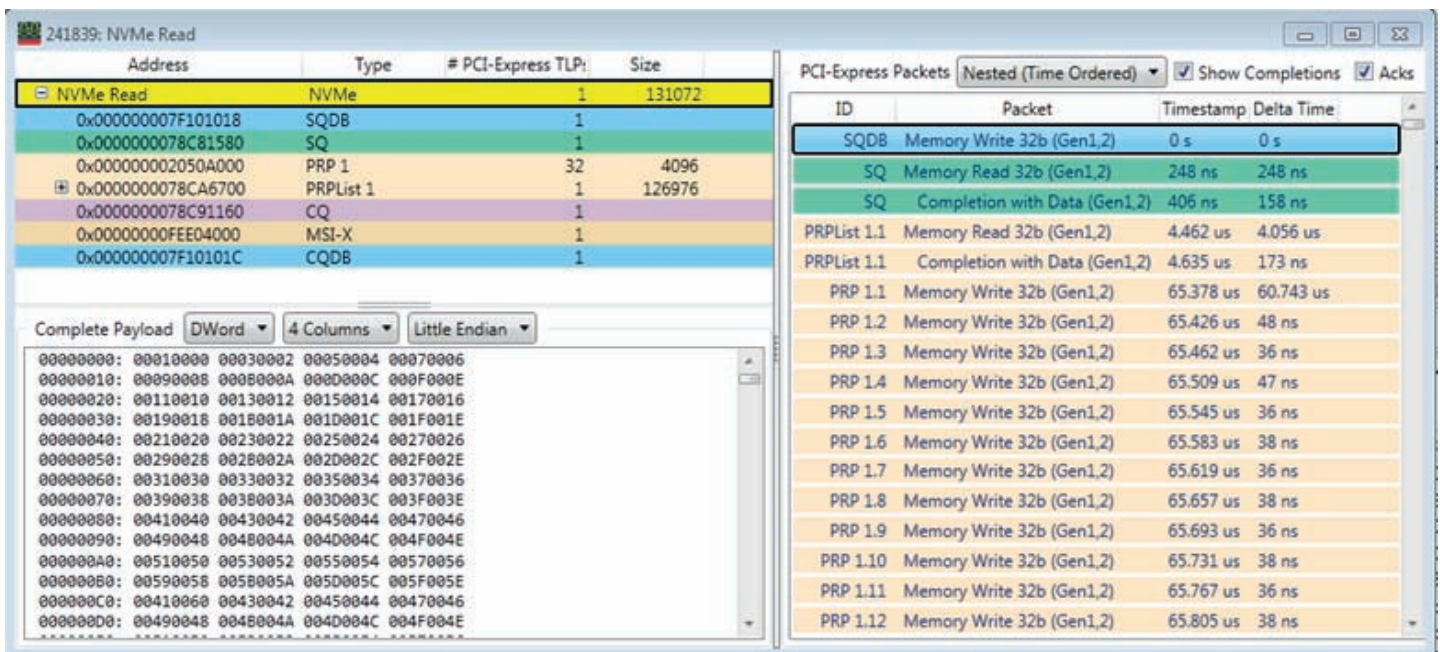 241839: NVMe Read
Address Type # PCI-Express TLP: Size
NVMe Read NVMe 1 131072
0x000000007F101018 SQDB 1
0x0000000078C81580 SQ 1
0x000000002050A000 PRP 1 32 4096
0x0000000078CA6700 PRPList 1 1 126976
0x0000000078C91160 CQ 1
0x00000000FEE04000 MSI-X 1
0x000000007F10101C CQDB 1
Complete Payload DWord 4 Columns Little Endian
00000000: 00010000 00030002 00050004 00070006
00000010: 00090008 000B000A 000D000C 000F000E
00000020: 00110010 00130012 00150014 00170016
00000030: 00190018 001B001A 001D001C 001F001E
00000040: 00210020 00230022 00250024 00270026
00000050: 00290028 002B002A 002D002C 002F002E
00000060: 00310030 00330032 00350034 00370036
00000070: 00390038 003B003A 003D003C 003F003E
00000080: 00410040 00430042 00450044 00470046
00000090: 00490048 004B004A 004D004C 004F004E
000000A0: 00510050 00530052 00550054 00570056
000000B0: 00590058 005B005A 005D005C 005F005E
000000C0: 00410060 00430042 00450044 00470046
000000D0: 00490048 004B004A 004D004C 004F004E
PCI-Express Packets Nested (Time Ordered) Show Completions Acks
ID Packet Timestamp Delta Time
SQDB Memory Write 32b (Gen1,2) 0 s 0 s
SQ Memory Read 32b (Gen1,2) 248 ns 248 ns
SQ Completion with Data (Gen1,2) 406 ns 158 ns
PRPList 1.1 Memory Read 32b (Gen1,2) 4.462 us 4.056 us
PRPList 1.1 Completion with Data (Gen1,2) 4.635 us 173 ns
PRP 1.1 Memory Write 32b (Gen1,2) 65.378 us 60.743 us
PRP 1.2 Memory Write 32b (Gen1,2) 65.426 us 48 ns
PRP 1.3 Memory Write 32b (Gen1,2) 65.462 us 36 ns
PRP 1.4 Memory Write 32b (Gen1,2) 65.509 us 47 ns
PRP 1.5 Memory Write 32b (Gen1,2) 65.545 us 36 ns
PRP 1.6 Memory Write 32b (Gen1,2) 65.583 us 38 ns
PRP 1.7 Memory Write 32b (Gen1,2) 65.619 us 36 ns
PRP 1.8 Memory Write 32b (Gen1,2) 65.657 us 38 ns
PRP 1.9 Memory Write 32b (Gen1,2) 65.693 us 36 ns
PRP 1.10 Memory Write 32b (Gen1,2) 65.731 us 38 ns
PRP 1.11 Memory Write 32b (Gen1,2) 65.767 us 36 ns
PRP 1.12 Memory Write 32b (Gen1,2) 65.805 us 38 ns